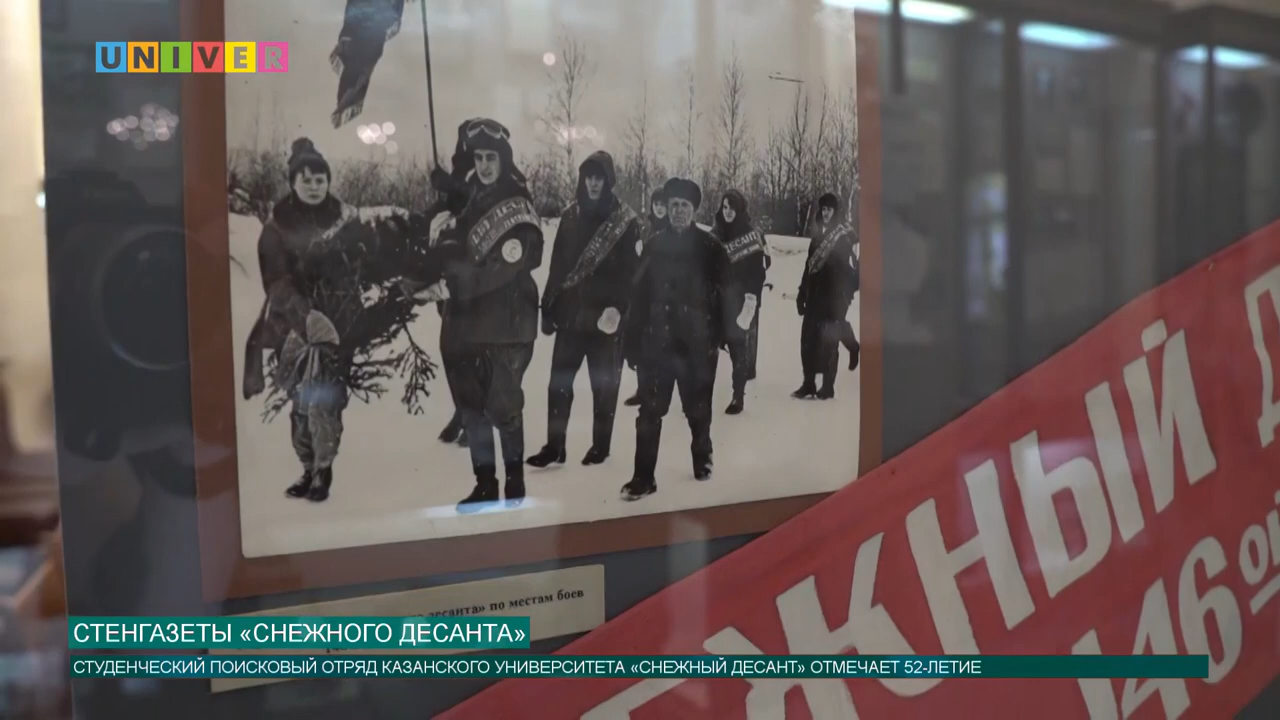 UNIVER
ДЕСАНТ
десанта» по местам боев
ЖНЫЙ Д
146 ой
СТЕНГАЗЕТЫ «СНЕЖНОГО ДЕСАНТА»
СТУДЕНЧЕСКИЙ ПОИСКОВЫЙ ОТРЯД КАЗАНСКОГО УНИВЕРСИТЕТА «СНЕЖНЫЙ ДЕСАНТ» ОТМЕЧАЕТ 52-ЛЕТИЕ